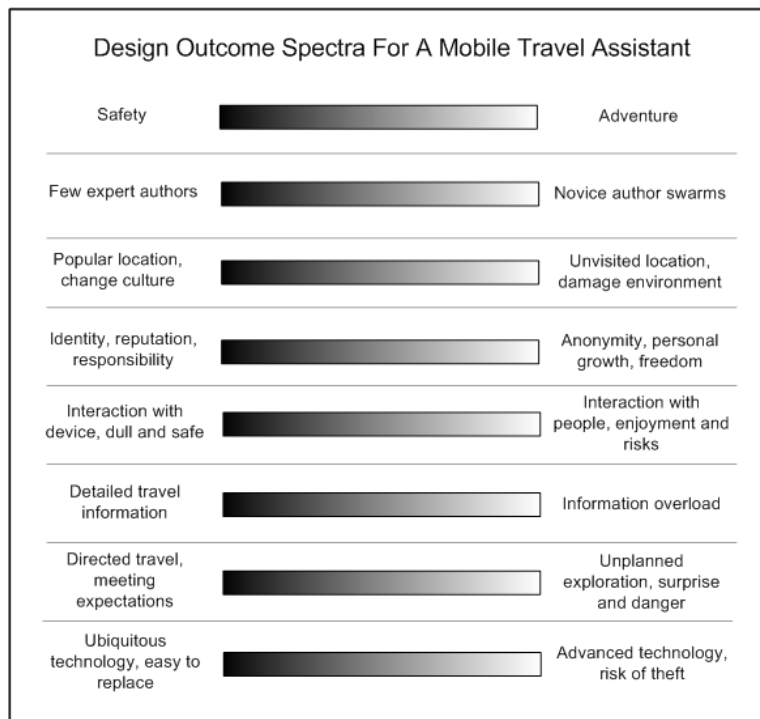 Design Outcome Spectra For A Mobile Travel Assistant
Safety
Adventure
Few expert authors
Novice author swarms
Popular location,
change culture
Unvisited location,
damage environment
Identity, reputation,
responsibility
Anonymity, personal
growth, freedom
Interaction with
device, dull and safe
Interaction with
people, enjoyment and
risks
Detailed travel
information
Information overload
Directed travel,
meeting
expectations
Unplanned
exploration, surprise
and danger
Ubiquitous
technology, easy to
replace
Advanced technology,
risk of theft